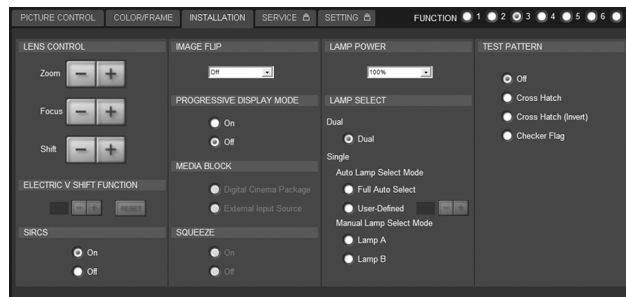 PICTURE CONTROL COLOR/FRAME INSTALLATION SERVICE SETTING FUNCTION 1 2 3 4 5 6
LENS CONTROL
Zoom - +
Focus - +
Shift - +
ELECTRIC V SHIFT FUNCTION
- + RESET
SIRCS
On
Off
IMAGE FLIP
Off
PROGRESSIVE DISPLAY MODE
On
Off
MEDIA BLOCK
Digital Cinema Package
External Input Source
SQUEEZE
On
Off
LAMP POWER
100%
LAMP SELECT
Dual
Dual
Single
Auto Lamp Select Mode
Full Auto Select
User-Defined - +
Manual Lamp Select Mode
Lamp A
Lamp B
TEST PATTERN
Off
Cross Hatch
Cross Hatch (Invert)
Checker Flag